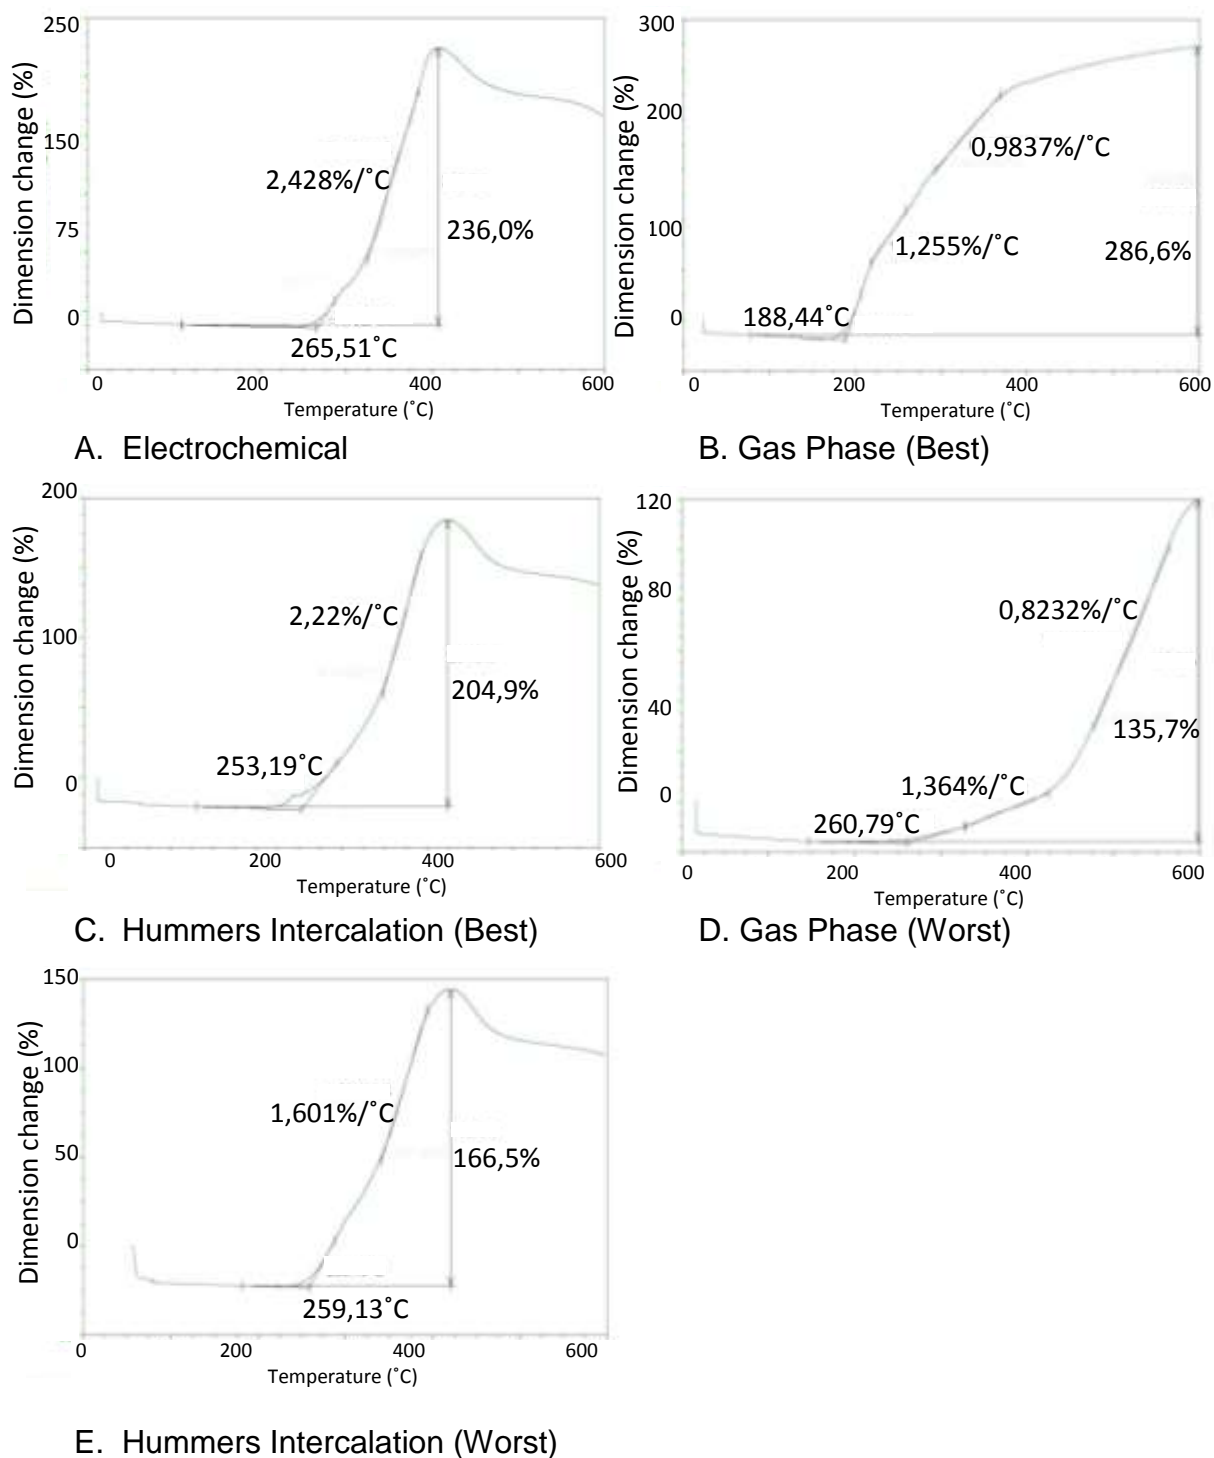 250
150
75
0
Dimension change (%)
2,428%/˚C
236,0%
265,51˚C
0 200 400 600
Temperature (˚C)
A. Electrochemical
300
200
100
0
Dimension change (%)
0,9837%/˚C
1,255%/˚C
286,6%
188,44˚C
0 200 400 600
Temperature (˚C)
B. Gas Phase (Best)
200
100
0
Dimension change (%)
2,22%/˚C
204,9%
253,19˚C
0 200 400 600
Temperature (˚C)
C. Hummers Intercalation (Best)
120
80
40
0
Dimension change (%)
0,8232%/˚C
135,7%
1,364%/˚C
260,79˚C
0 200 400 600
Temperature (˚C)
D. Gas Phase (Worst)
150
100
50
0
Dimension change (%)
1,601%/˚C
166,5%
259,13˚C
0 200 400 600
Temperature (˚C)
E. Hummers Intercalation (Worst)